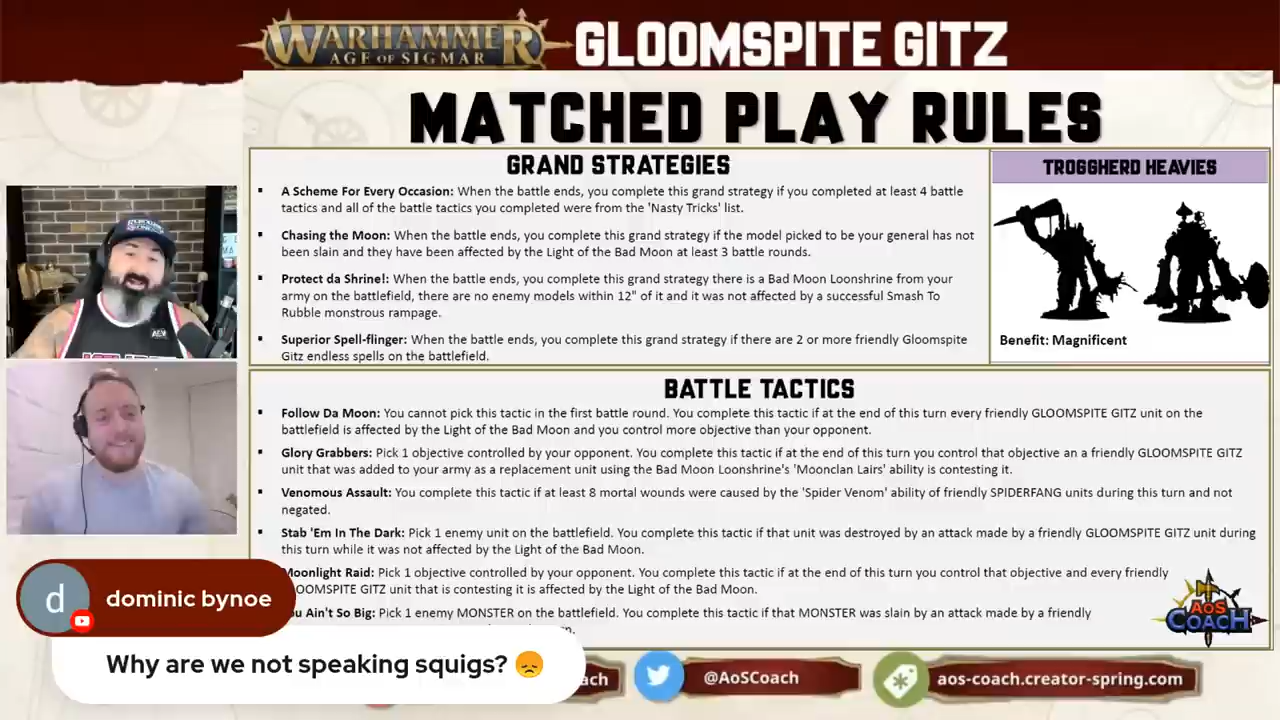 WARHAMMER
AGE OF SIGMAR
GLOOMSPITE GITZ
MATCHED PLAY RULES
GRAND STRATEGIES
▪ A Scheme For Every Occasion: When the battle ends, you complete this grand strategy if you completed at least 4 battle
tactics and all of the battle tactics you completed were from the 'Nasty Tricks' list.
▪ Chasing the Moon: When the battle ends, you complete this grand strategy if the model picked to be your general has not
been slain and they have been affected by the Light of the Bad Moon at least 3 battle rounds.
▪ Protect da Shrine!: When the battle ends, you complete this grand strategy there is a Bad Moon Loonshrine from your
army on the battlefield, there are no enemy models within 12" of it and it was not affected by a successful Smash To
Rubble monstrous rampage.
▪ Superior Spell-flinger: When the battle ends, you complete this grand strategy if there are 2 or more friendly Gloomspite
Gitz endless spells on the battlefield.
TROGGHERD HEAVIES
Benefit: Magnificent
BATTLE TACTICS
▪ Follow Da Moon: You cannot pick this tactic in the first battle round. You complete this tactic if at the end of this turn every friendly GLOOMSPITE GITZ unit on the
battlefield is affected by the Light of the Bad Moon and you control more objective than your opponent.
▪ Glory Grabbers: Pick 1 objective controlled by your opponent. You complete this tactic if at the end of this turn you control that objective an a friendly GLOOMSPITE GITZ
unit that was added to your army as a replacement unit using the Bad Moon Loonshrine's 'Moonclan Lairs' ability is contesting it.
▪ Venomous Assault: You complete this tactic if at least 8 mortal wounds were caused by the 'Spider Venom' ability of friendly SPIDERFANG units during this turn and not
negated.
▪ Stab 'Em In The Dark: Pick 1 enemy unit on the battlefield. You complete this tactic if that unit was destroyed by an attack made by a friendly GLOOMSPITE GITZ unit during
this turn while it was not affected by the Light of the Bad Moon.
Moonlight Raid: Pick 1 objective controlled by your opponent. You complete this tactic if at the end of this turn you control that objective and every friendly
GLOOMSPITE GITZ unit that is contesting it is affected by the Light of the Bad Moon.
Ain't So Big: Pick 1 enemy MONSTER on the battlefield. You complete this tactic if that MONSTER was slain by an attack made by a friendly
AoS
COACH
d
dominic bynoe
Why are we not speaking squigs? 😞
@AoSCoach
aos-coach.creator-spring.com